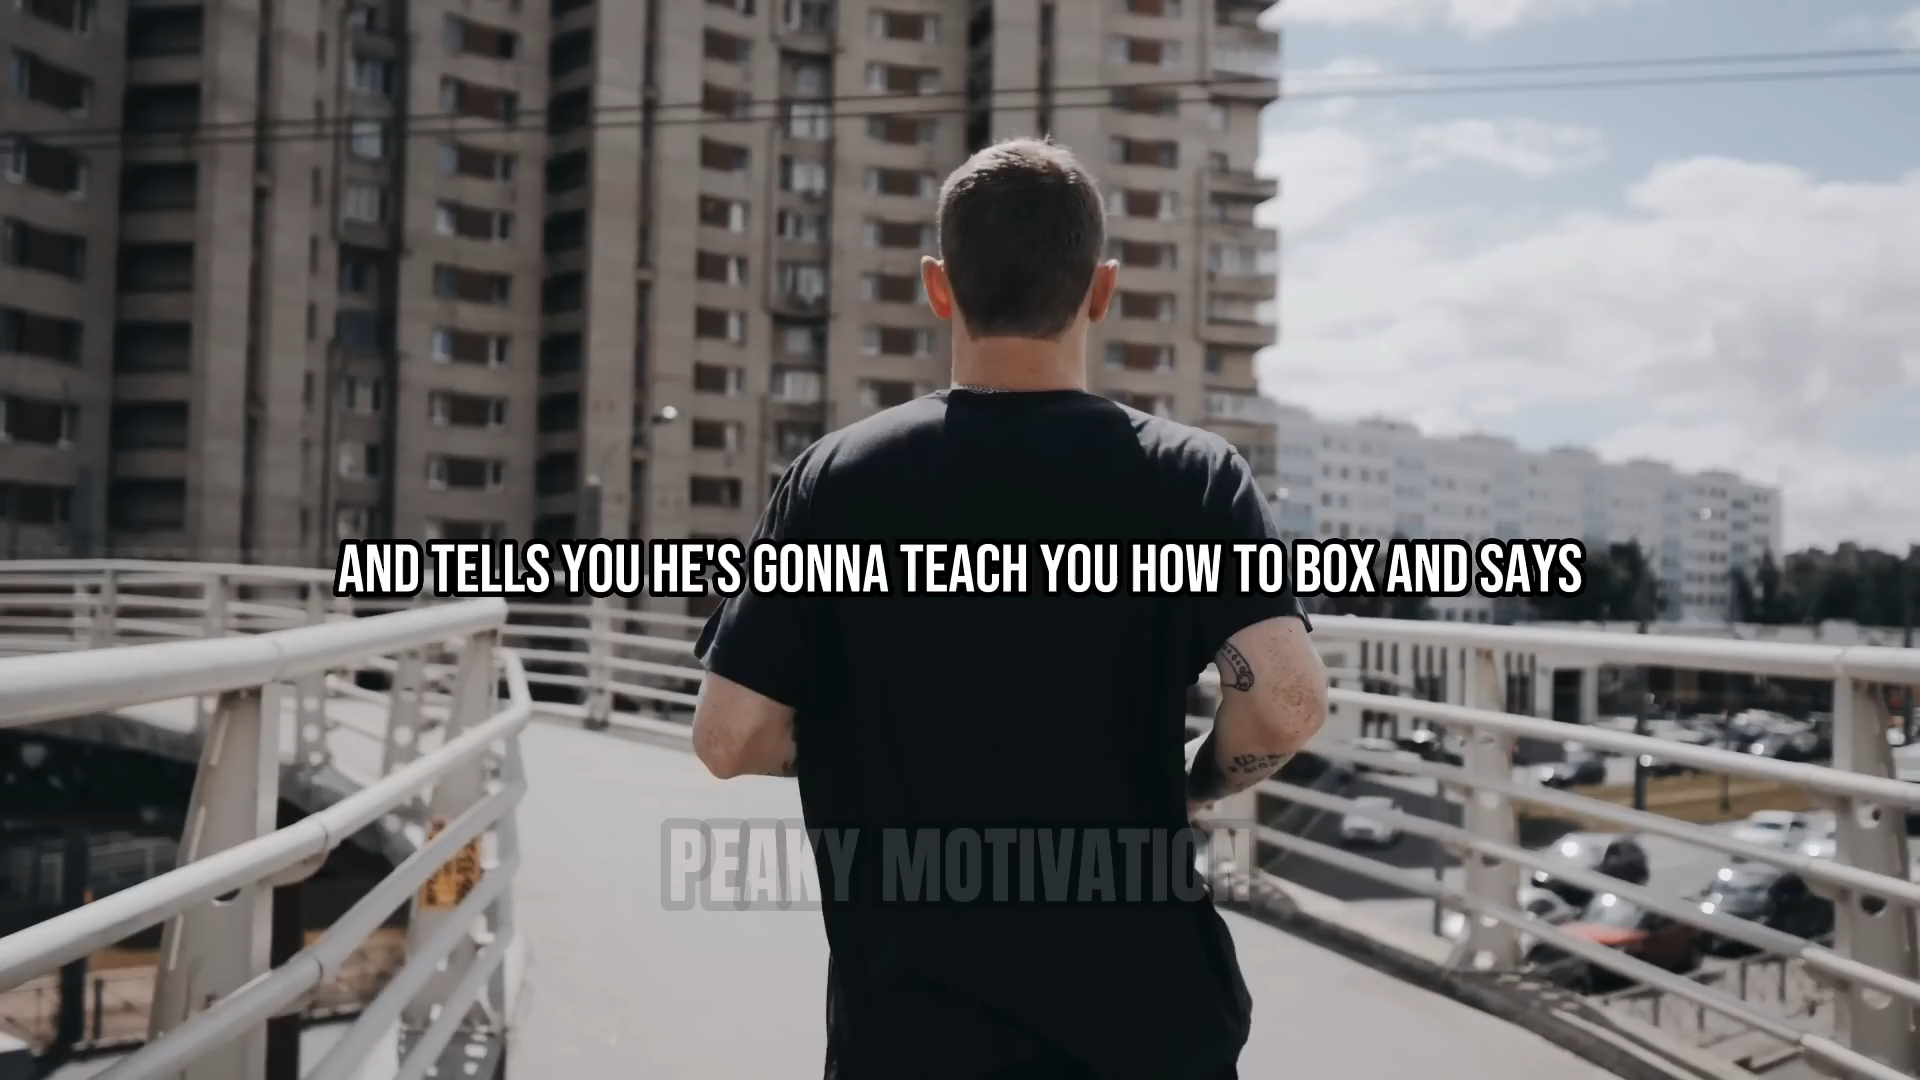 AND TELLS YOU HE'S GONNA TEACH YOU HOW TO BOX AND SAYS
PEAKY MOTIVATION